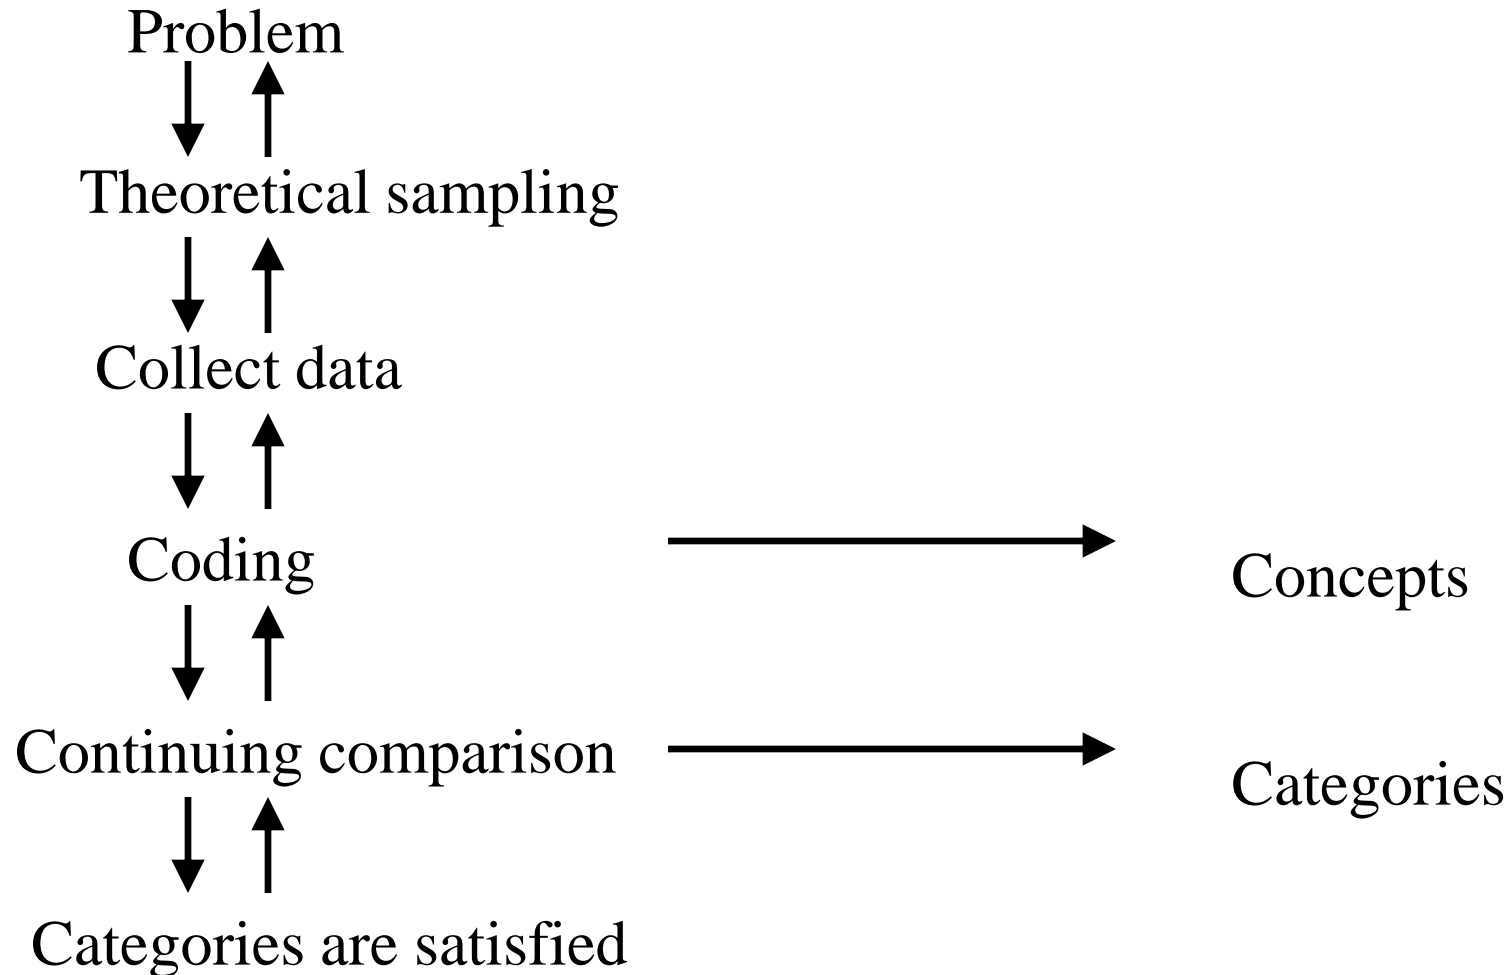 Problem
Theoretical sampling
Collect data
Coding
Concepts
Continuing comparison
Categories
Categories are satisfied